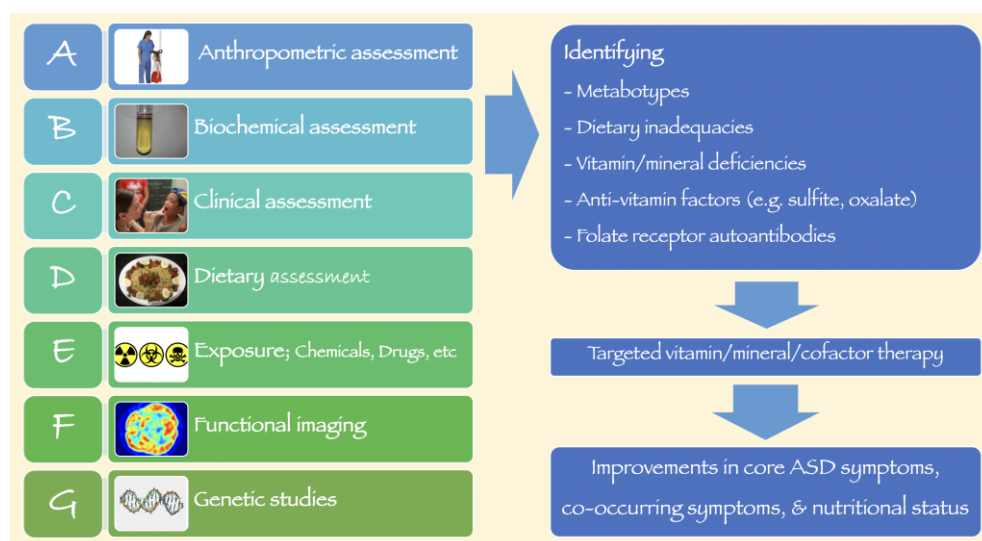 A
Anthropometric assessment
B
Biochemical assessment
C
Clinical assessment
D
Dietary assessment
E
Exposure; Chemicals, Drugs, etc
F
Functional imaging
G
Genetic studies
Identifying
- Metabotypes
- Dietary inadequacies
- Vitamin/mineral deficiencies
- Anti-vitamin factors (e.g. sulfite, oxalate)
- Folate receptor autoantibodies
Targeted vitamin/mineral/cofactor therapy
Improvements in core ASD symptoms,
co-occurring symptoms, & nutritional status